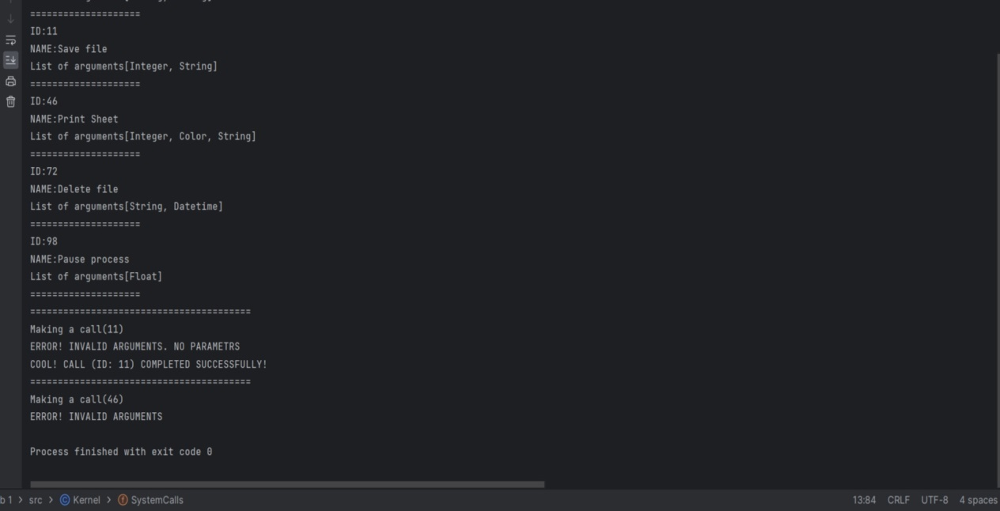 ====================
ID:11
NAME:Save file
List of arguments[Integer, String]
====================
ID:46
NAME:Print Sheet
List of arguments[Integer, Color, String]
====================
ID:72
NAME:Delete file
List of arguments[String, Datetime]
====================
ID:98
NAME:Pause process
List of arguments[Float]
====================
========================================
Making a call(11)
ERROR! INVALID ARGUMENTS. NO PARAMETRS
COOL! CALL (ID: 11) COMPLETED SUCCESSFULLY!
========================================
Making a call(46)
ERROR! INVALID ARGUMENTS
Process finished with exit code 0
b 1 > src > Kernel > SystemCalls 13:84 CRLF UTF-8 4 spaces